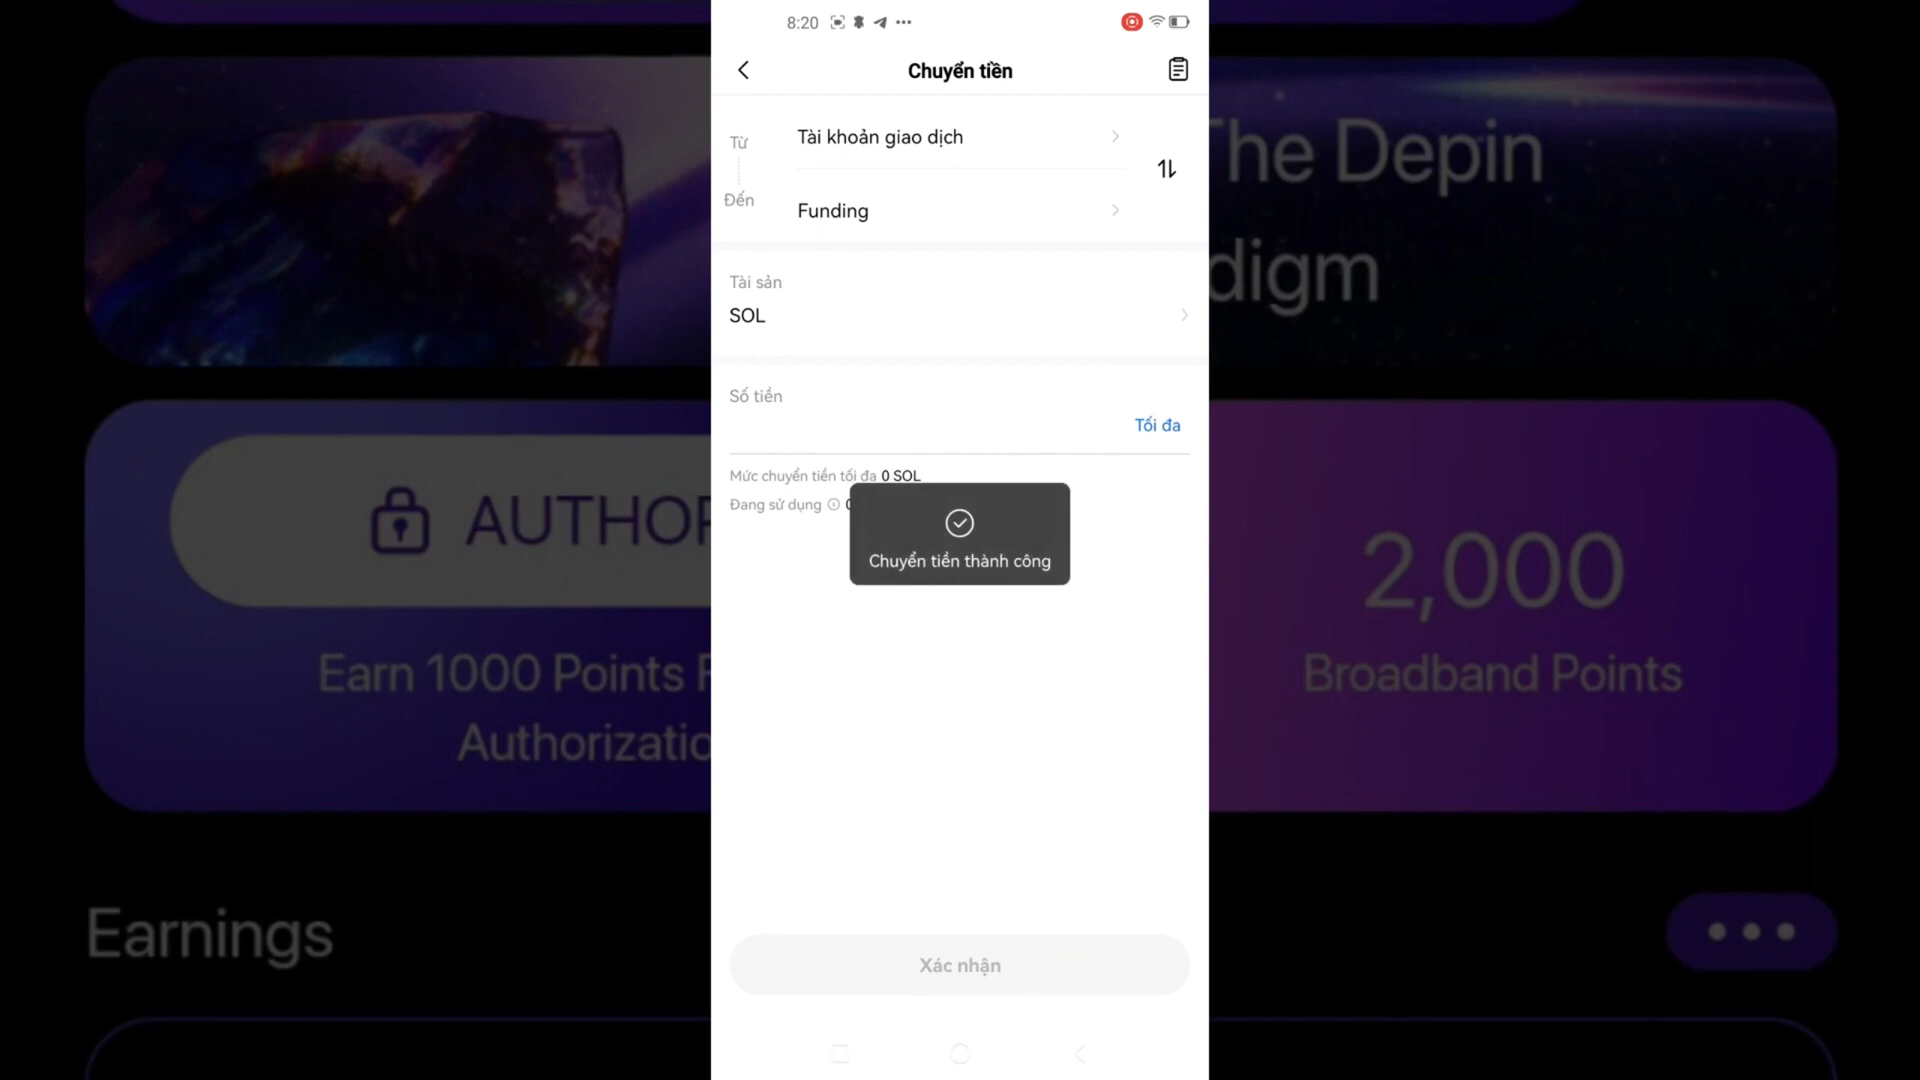 8:20
Chuyển tiền
Từ
Tài khoản giao dịch
Đến
Funding
Tài sản
SOL
Số tiền
Tối đa
Mức chuyển tiền tối đa 0 SOL
Đang sử dụng
Chuyển tiền thành công
Xác nhận
The Depin
digm
AUTHOR
Earn 1000 Points
Authorizatio
2,000
Broadband Points
Earnings